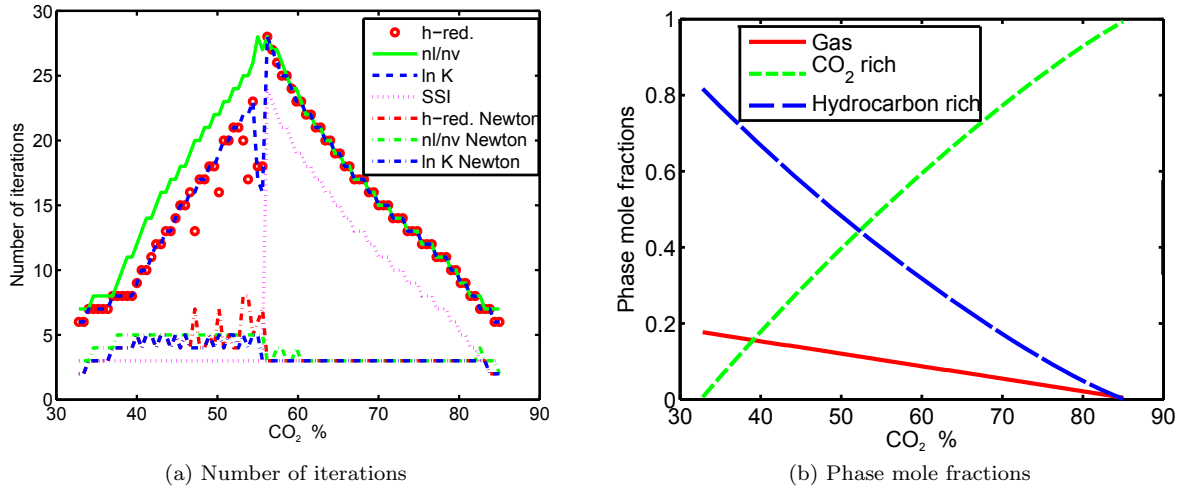 30
25
20
15
10
5
0
Number of iterations
30 40 50 60 70 80 90
CO2 %
h-red.
nl/nv
ln K
SSI
h-red. Newton
nl/nv Newton
ln K Newton
(a) Number of iterations
1
0.8
0.6
0.4
0.2
0
Phase mole fractions
30 40 50 60 70 80 90
CO2 %
Gas
CO2 rich
Hydrocarbon rich
(b) Phase mole fractions